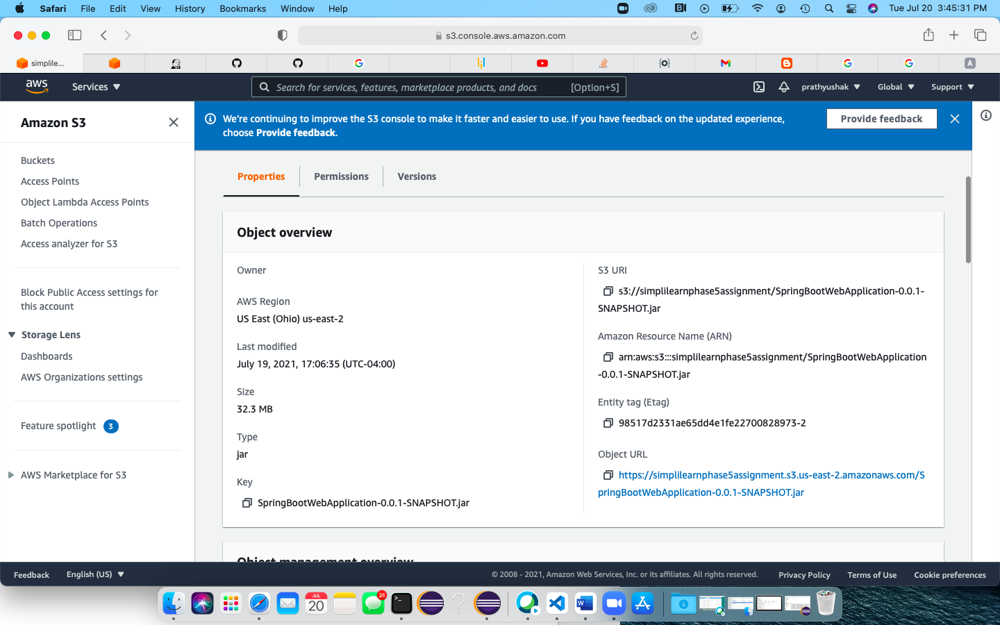 Safari File Edit View History Bookmarks Window Help Tue Jul 20 3:45:31 PM
s3.console.aws.amazon.com
simplile... A
aws Services Search for services, features, marketplace products, and docs [Option+S] prathyushak Global Support
Amazon S3
We're continuing to improve the S3 console to make it faster and easier to use. If you have feedback on the updated experience,
choose Provide feedback.
Provide feedback
Buckets
Access Points
Object Lambda Access Points
Batch Operations
Access analyzer for S3
Block Public Access settings for
this account
Storage Lens
Dashboards
AWS Organizations settings
Feature spotlight 3
AWS Marketplace for S3
Properties Permissions Versions
Object overview
Owner
AWS Region
US East (Ohio) us-east-2
Last modified
July 19, 2021, 17:06:35 (UTC-04:00)
Size
32.3 MB
Type
jar
Key
SpringBootWebApplication-0.0.1-SNAPSHOT.jar
S3 URI
s3://simplilearnphase5assignment/SpringBootWebApplication-0.0.1-
SNAPSHOT.jar
Amazon Resource Name (ARN)
arn:aws:s3:::simplilearnphase5assignment/SpringBootWebApplication
-0.0.1-SNAPSHOT.jar
Entity tag (Etag)
98517d2331ae65dd4e1fe22700828973-2
Object URL
https://simplilearnphase5assignment.s3.us-east-2.amazonaws.com/S
pringBootWebApplication-0.0.1-SNAPSHOT.jar
Object management overview
Feedback English (US) © 2008 - 2021, Amazon Web Services, Inc. or its affiliates. All rights reserved. Privacy Policy Terms of Use Cookie preferences
JUL
20
24